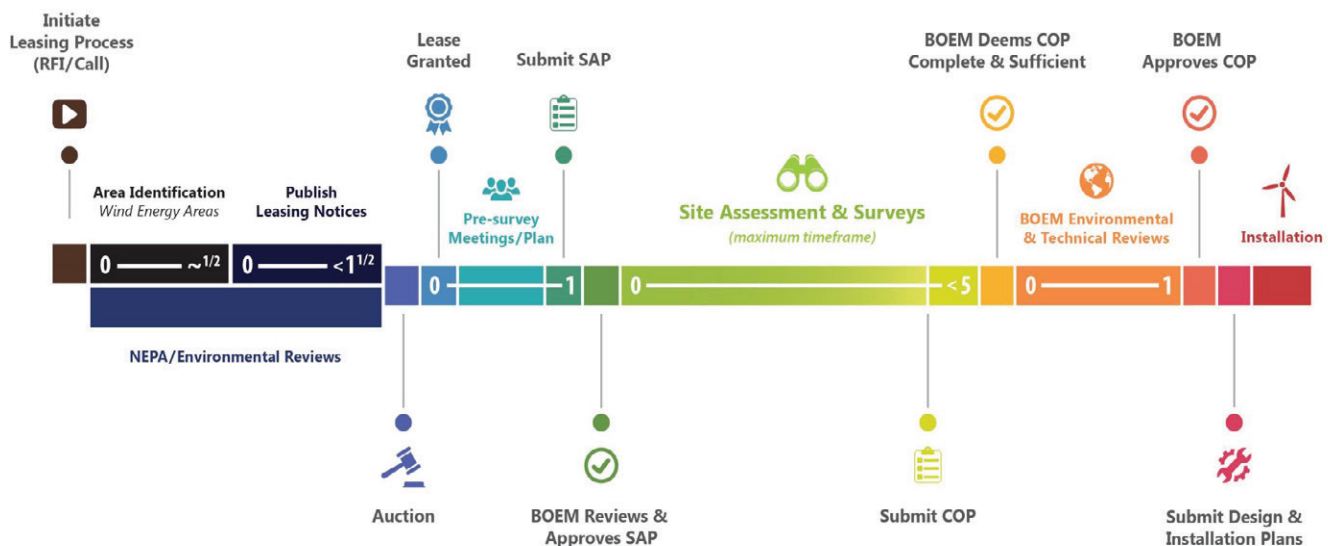 Initiate
Leasing Process
(RFI/Call)
Lease
Granted
Submit SAP
BOEM Deems COP
Complete & Sufficient
BOEM
Approves COP
Area Identification
Wind Energy Areas
Publish
Leasing Notices
Pre-survey
Meetings/Plan
Site Assessment & Surveys
(maximum timeframe)
BOEM Environmental
& Technical Reviews
Installation
0 ~1/2
0 <1 1/2
0 1
0 <5
0 1
NEPA/Environmental Reviews
Auction
BOEM Reviews &
Approves SAP
Submit COP
Submit Design &
Installation Plans